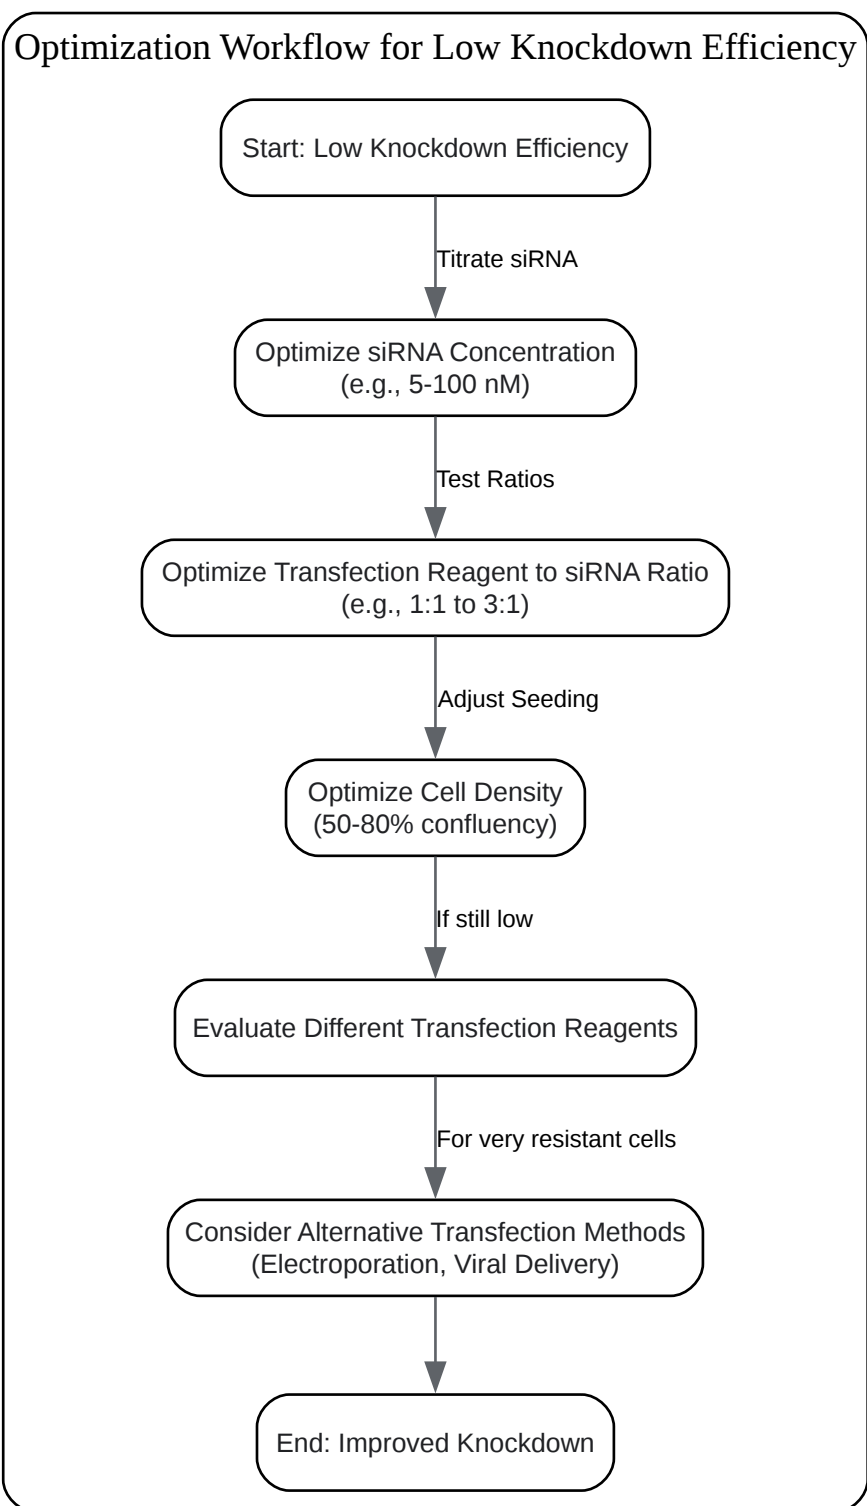 Optimization Workflow for Low Knockdown Efficiency
Start: Low Knockdown Efficiency
Titrate siRNA
Optimize siRNA Concentration
(e.g., 5-100 nM)
Test Ratios
Optimize Transfection Reagent to siRNA Ratio
(e.g., 1:1 to 3:1)
Adjust Seeding
Optimize Cell Density
(50-80% confluency)
If still low
Evaluate Different Transfection Reagents
For very resistant cells
Consider Alternative Transfection Methods
(Electroporation, Viral Delivery)
End: Improved Knockdown